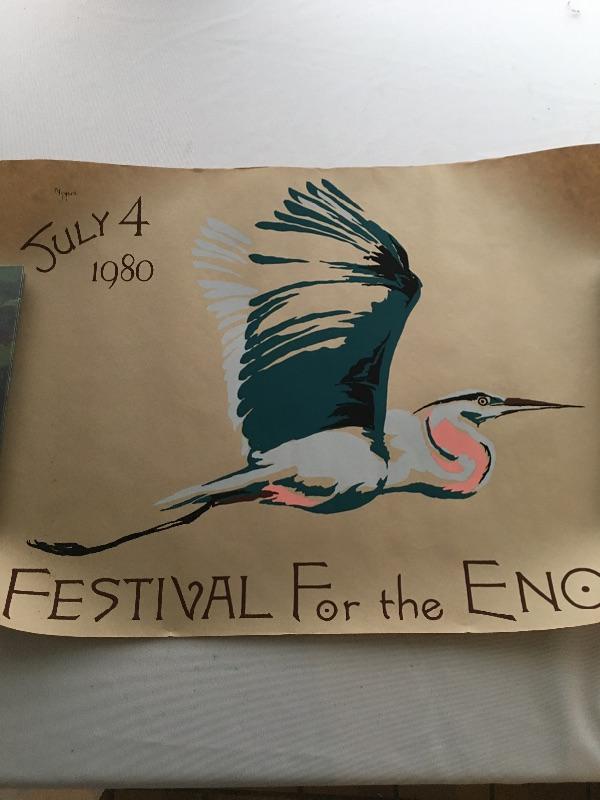 JULY 4
1980
FESTIVAL For the ENO